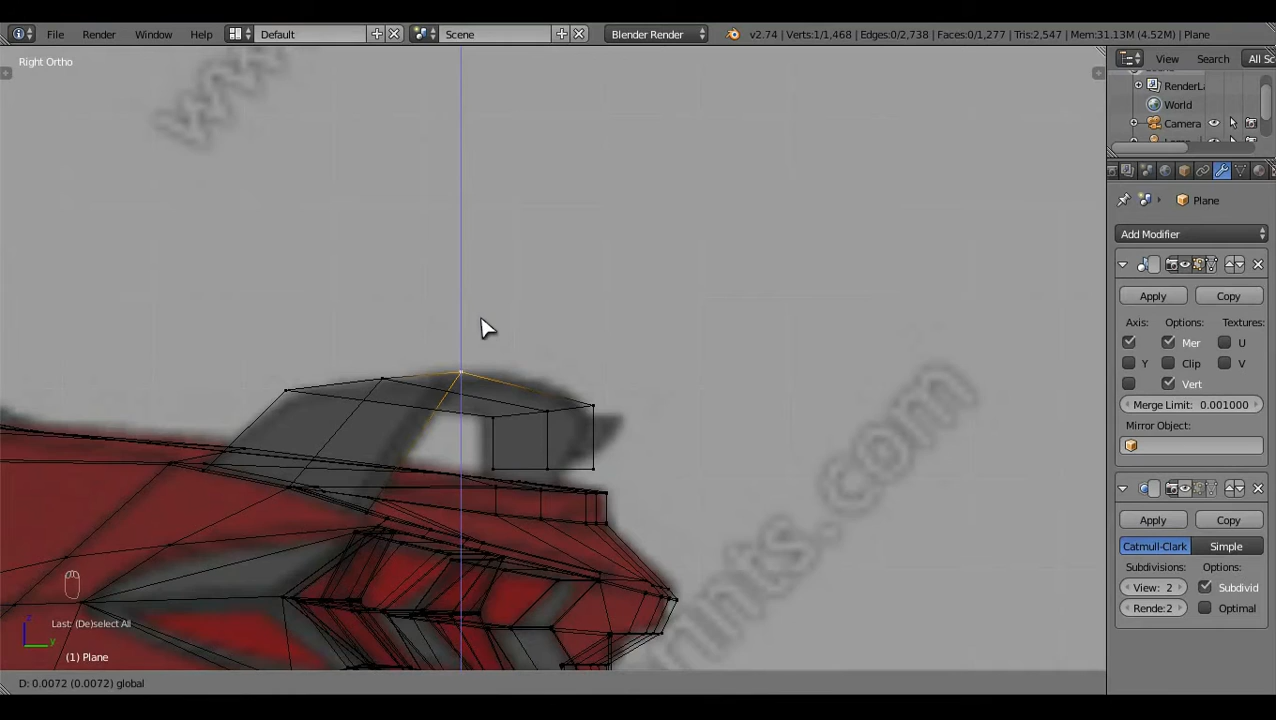 File Render Window Help Default Scene Blender Render v2.74 | Verts:1/1,468 | Edges:0/2,738 | Faces:0/1,277 | Tris:2,547 | Mem:31.13M (4.52M) | Plane
Right Ortho
View Search All Sc
RenderLa
World
Camera
Plane
Add Modifier
Apply Copy
Axis: Options: Textures:
Mer U
Y Clip V
Vert
Merge Limit: 0.001000
Mirror Object:
Apply Copy
Catmull-Clark Simple
Subdivisions: Options:
View: 2 Subdivid
Rende:2 Optimal
www
ints.com
Last: (De)select All
z
y
(1) Plane
D: 0.0072 (0.0072) global